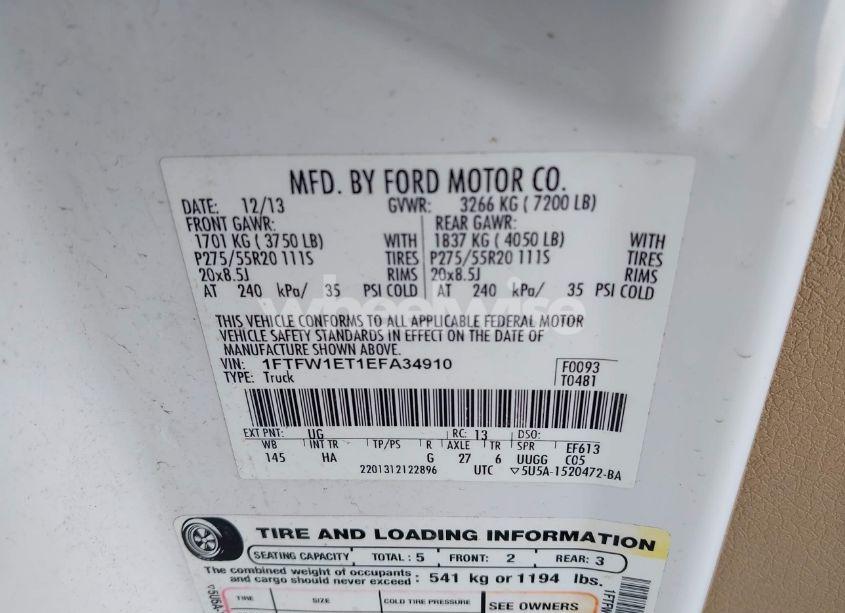 MFD. BY FORD MOTOR CO.
DATE: 12/13 GVWR: 3266 KG ( 7200 LB)
FRONT GAWR: REAR GAWR:
1701 KG ( 3750 LB) WITH 1837 KG ( 4050 LB) WITH
P275/55R20 111S TIRES P275/55R20 111S TIRES
20x8.5J RIMS 20x8.5J RIMS
AT 240 kPa/ 35 PSI COLD AT 240 kPa/ 35 PSI COLD
wheelwise
THIS VEHICLE CONFORMS TO ALL APPLICABLE FEDERAL MOTOR
VEHICLE SAFETY STANDARDS IN EFFECT ON THE DATE OF
MANUFACTURE SHOWN ABOVE.
VIN: 1FTFW1ET1EFA34910 F0093
TYPE: Truck T0481
EXT PNT: UG RC: 13 DSO:
WB INT TR TP/PS R AXLE TR SPR EF613
145 HA G 27 6 UUGG C05
2201312122896 UTC ▽5U5A-1520472-BA
TIRE AND LOADING INFORMATION
SEATING CAPACITY TOTAL : 5 FRONT: 2 REAR: 3
The combined weight of occupants
and cargo should never exceed : 541 kg or 1194 lbs.
TIRE SIZE COLD TIRE PRESSURE SEE OWNERS